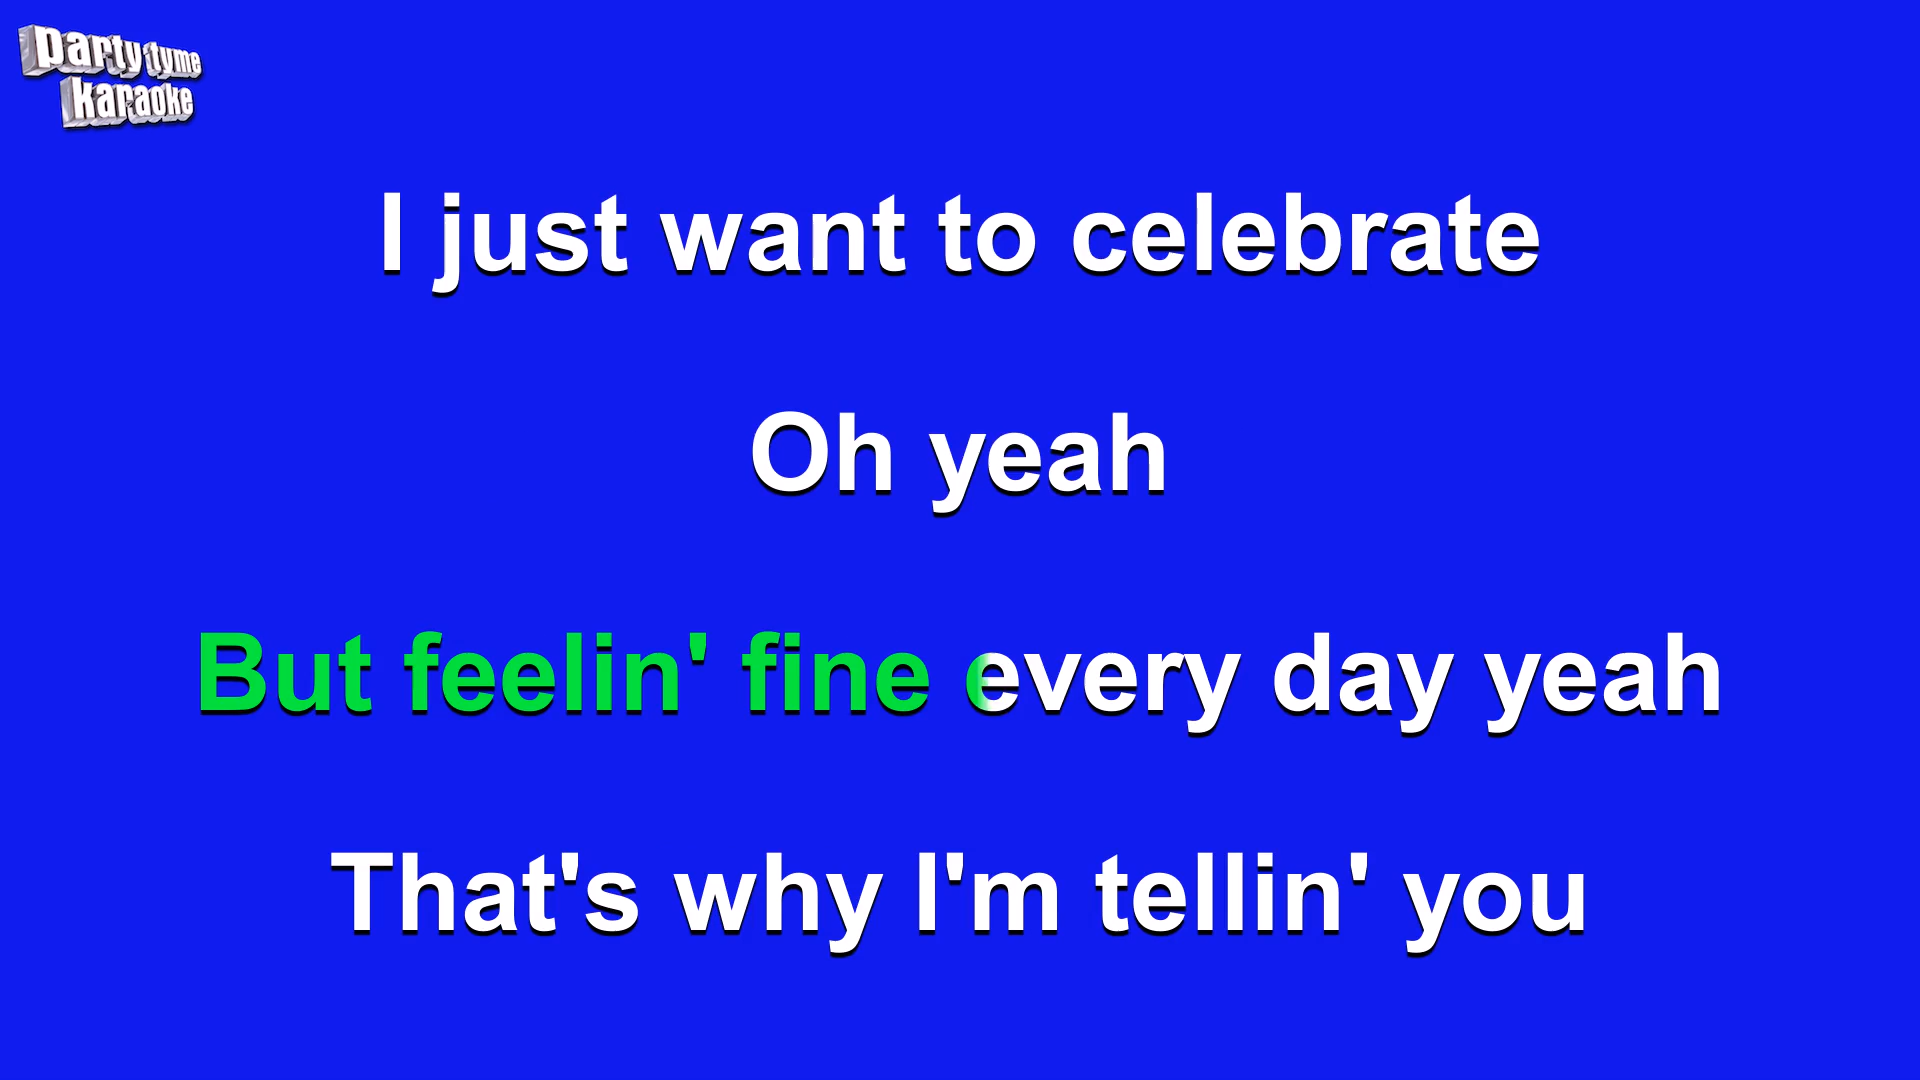 party tyme
karaoke
I just want to celebrate
Oh yeah
But feelin' fine every day yeah
That's why I'm tellin' you